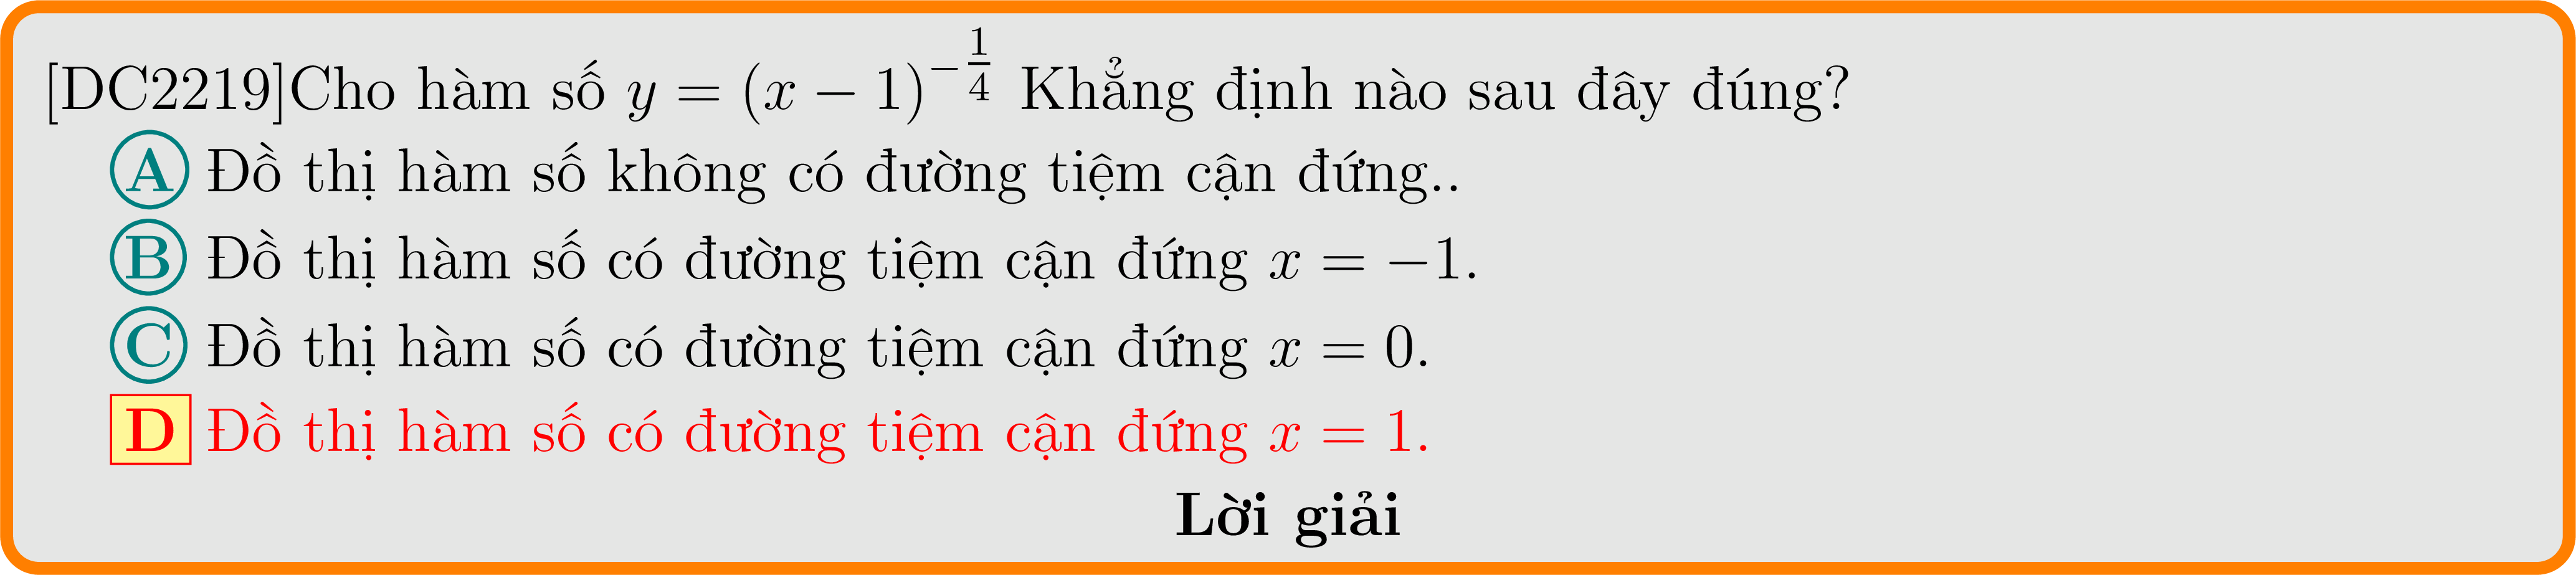 [DC2219]Cho hàm số $y = (x - 1)^{-\frac{1}{4}}$ Khẳng định nào sau đây đúng?
A Đồ thị hàm số không có đường tiệm cận đứng..
B Đồ thị hàm số có đường tiệm cận đứng $x = -1$.
C Đồ thị hàm số có đường tiệm cận đứng $x = 0$.
D Đồ thị hàm số có đường tiệm cận đứng $x = 1$.
Lời giải